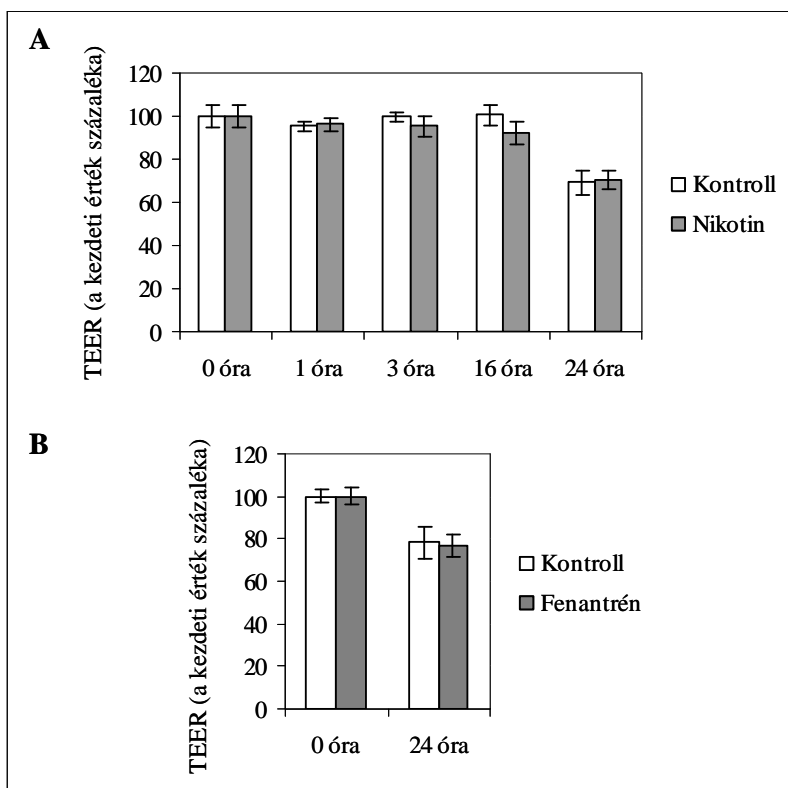 A
TEER (a kezdeti érték százaléka)
120
100
80
60
40
20
0
0 óra 1 óra 3 óra 16 óra 24 óra
Kontroll
Nikotin
B
TEER (a kezdeti érték százaléka)
120
100
80
60
40
20
0
0 óra 24 óra
Kontroll
Fenantrén